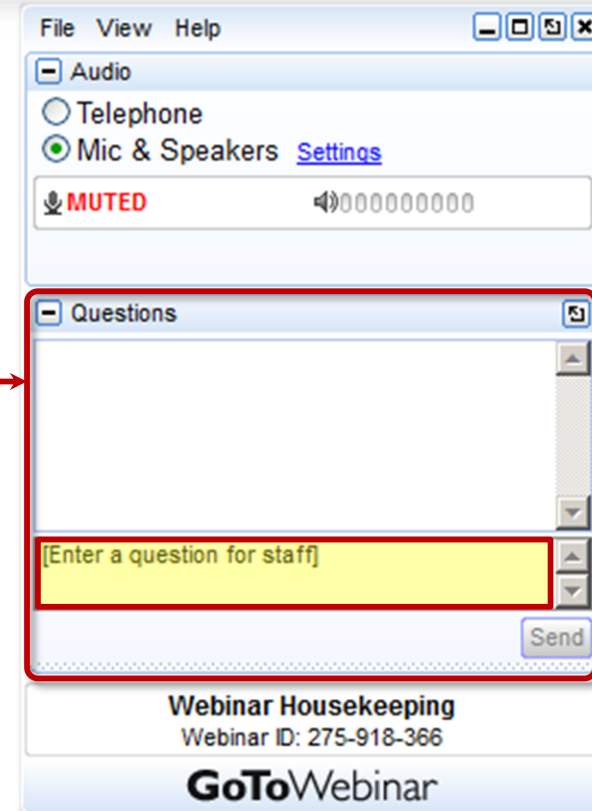 File View Help
Audio
Telephone
Mic & Speakers Settings
MUTED 000000000
Questions
[Enter a question for staff]
Send
Webinar Housekeeping
Webinar ID: 275-918-366
GoToWebinar